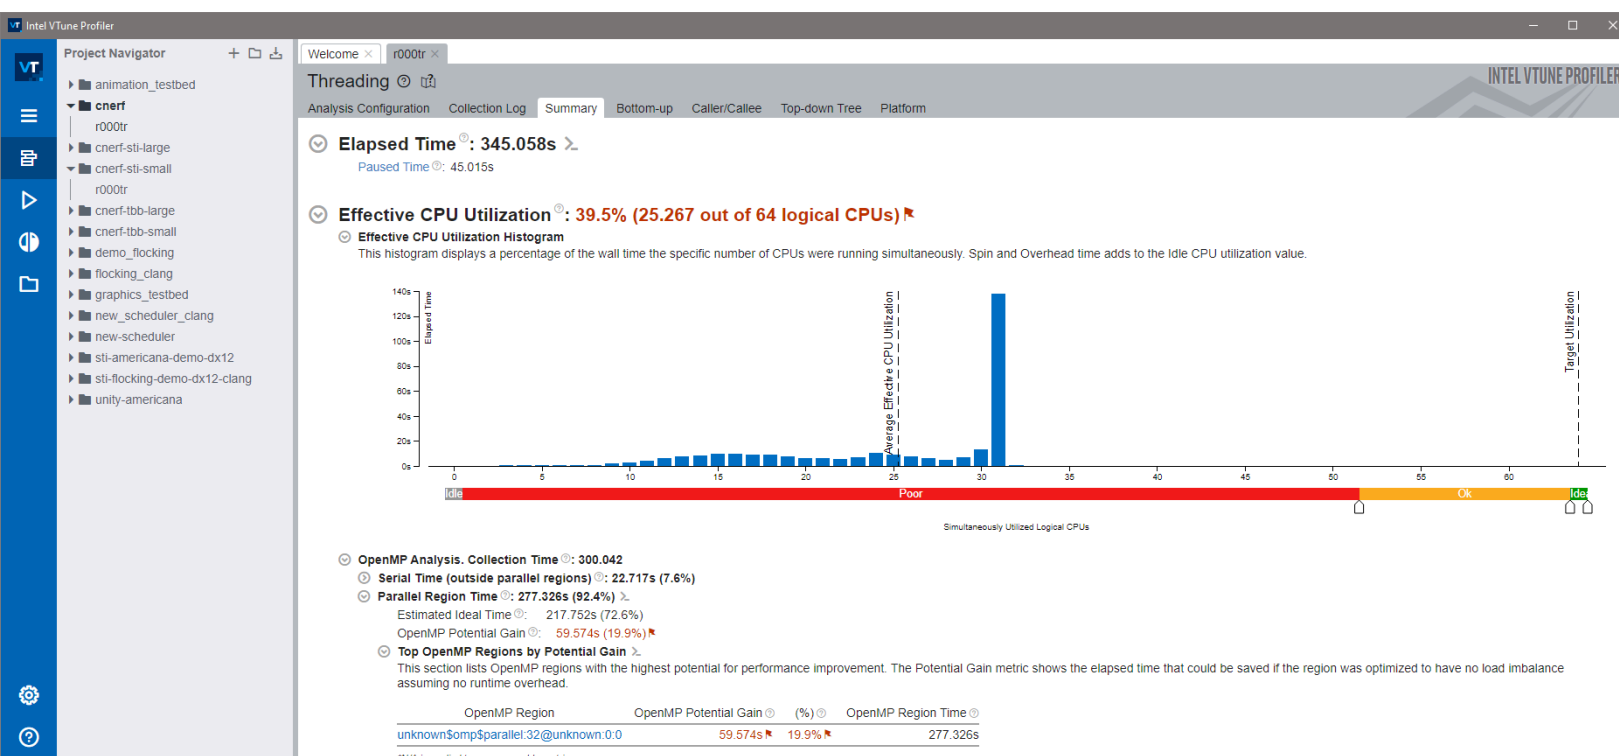 VT Intel VTune Profiler
VT
Project Navigator
animation_testbed
cnerf
r000tr
cnerf-sti-large
cnerf-sti-small
r000tr
cnerf-tbb-large
cnerf-tbb-small
demo_flocking
flocking_clang
graphics_testbed
new_scheduler_clang
new-scheduler
sti-americana-demo-dx12
sti-flocking-demo-dx12-clang
unity-americana
Welcome r000tr
Threading
INTEL VTUNE PROFILER
Analysis Configuration Collection Log Summary Bottom-up Caller/Callee Top-down Tree Platform
Elapsed Time: 345.058s
Paused Time: 45.015s
Effective CPU Utilization: 39.5% (25.267 out of 64 logical CPUs)
Effective CPU Utilization Histogram
This histogram displays a percentage of the wall time the specific number of CPUs were running simultaneously. Spin and Overhead time adds to the Idle CPU utilization value.
140s
120s
100s
80s
60s
40s
20s
0s
Elapsed Time
Average Effective CPU Utilization
Target Utilization
0 5 10 15 20 25 30 35 40 45 50 55 60
Idle Poor Ok Idea
Simultaneously Utilized Logical CPUs
OpenMP Analysis. Collection Time: 300.042
Serial Time (outside parallel regions): 22.717s (7.6%)
Parallel Region Time: 277.326s (92.4%)
Estimated Ideal Time: 217.752s (72.6%)
OpenMP Potential Gain: 59.574s (19.9%)
Top OpenMP Regions by Potential Gain
This section lists OpenMP regions with the highest potential for performance improvement. The Potential Gain metric shows the elapsed time that could be saved if the region was optimized to have no load imbalance
assuming no runtime overhead.
OpenMP Region OpenMP Potential Gain (%) OpenMP Region Time
unknown$omp$parallel:32@unknown:0:0 59.574s 19.9% 277.326s